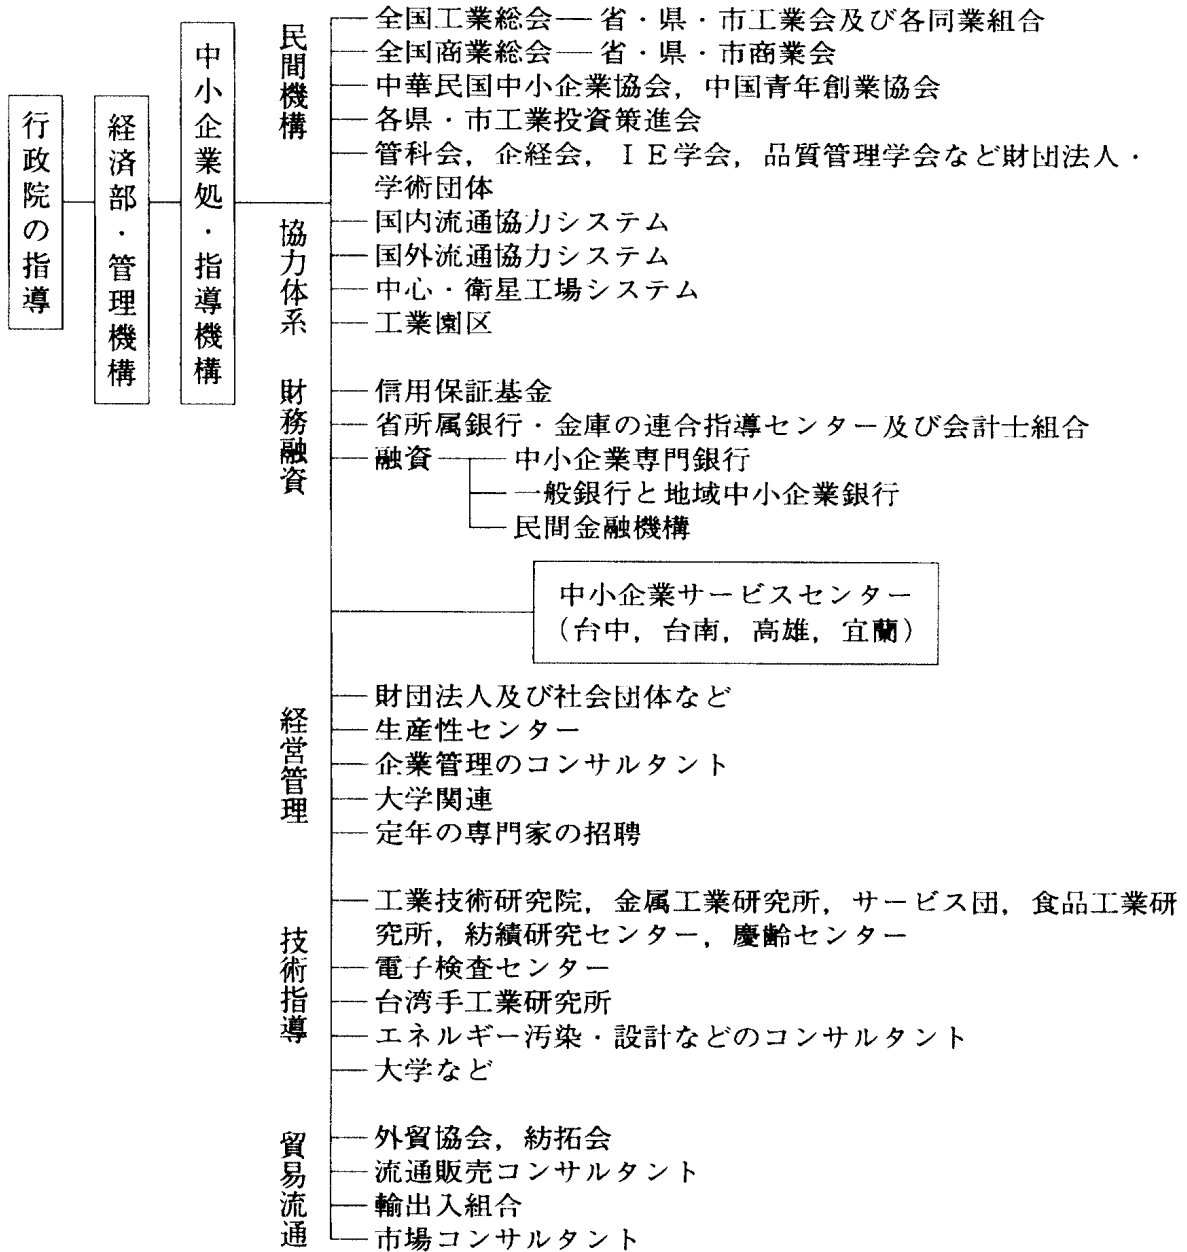 行政院の指導
経済部・管理機構
中小企業処・指導機構
民間機構
全国工業総会 省・県・市工業会及び各同業組合
全国商業総会 省・県・市商業会
中華民国中小企業協会，中国青年創業協会
各県・市工業投資策進会
管科会，企経会，ＩＥ学会，品質管理学会など財団法人・
学術団体
協力体系
国内流通協力システム
国外流通協力システム
中心・衛星工場システム
工業園区
財務融資
信用保証基金
省所属銀行・金庫の連合指導センター及び会計士組合
融資 中小企業専門銀行
一般銀行と地域中小企業銀行
民間金融機構
中小企業サービスセンター
（台中，台南，高雄，宜蘭）
経営管理
財団法人及び社会団体など
生産性センター
企業管理のコンサルタント
大学関連
定年の専門家の招聘
技術指導
工業技術研究院，金属工業研究所，サービス団，食品工業研
究所，紡績研究センター，慶齢センター
電子検査センター
台湾手工業研究所
エネルギー汚染・設計などのコンサルタント
大学など
貿易流通
外貿協会，紡拓会
流通販売コンサルタント
輸出入組合
市場コンサルタント